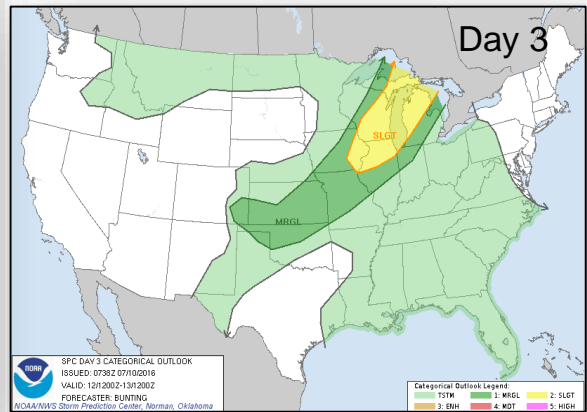 Day 3
SLGT
MRGL
NOAA
SPC DAY 3 CATEGORICAL OUTLOOK
ISSUED: 0738Z 07/10/2016
VALID: 12/1200Z-13/1200Z
FORECASTER: BUNTING
NOAA/NWS Storm Prediction Center, Norman, Oklahoma
Categorical Outlook Legend:
TSTM 1: MRGL 2: SLGT
3: ENH 4: MDT 5: HIGH